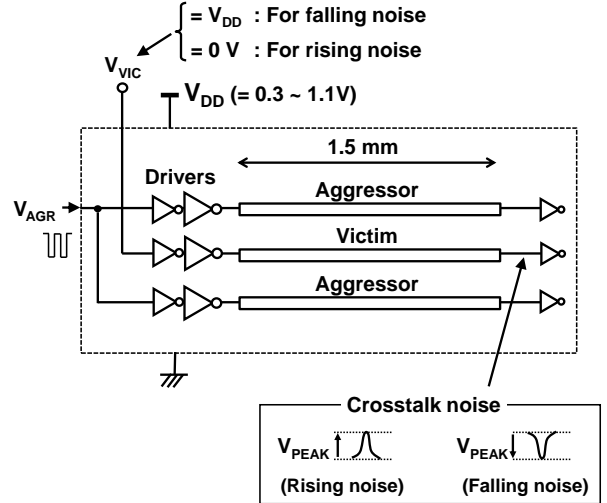 = VDD : For falling noise
= 0 V : For rising noise
VVIC
VDD (= 0.3 ~ 1.1V)
1.5 mm
Drivers
Aggressor
VAGR
Victim
Aggressor
Crosstalk noise
VPEAK
VPEAK
(Rising noise)
(Falling noise)